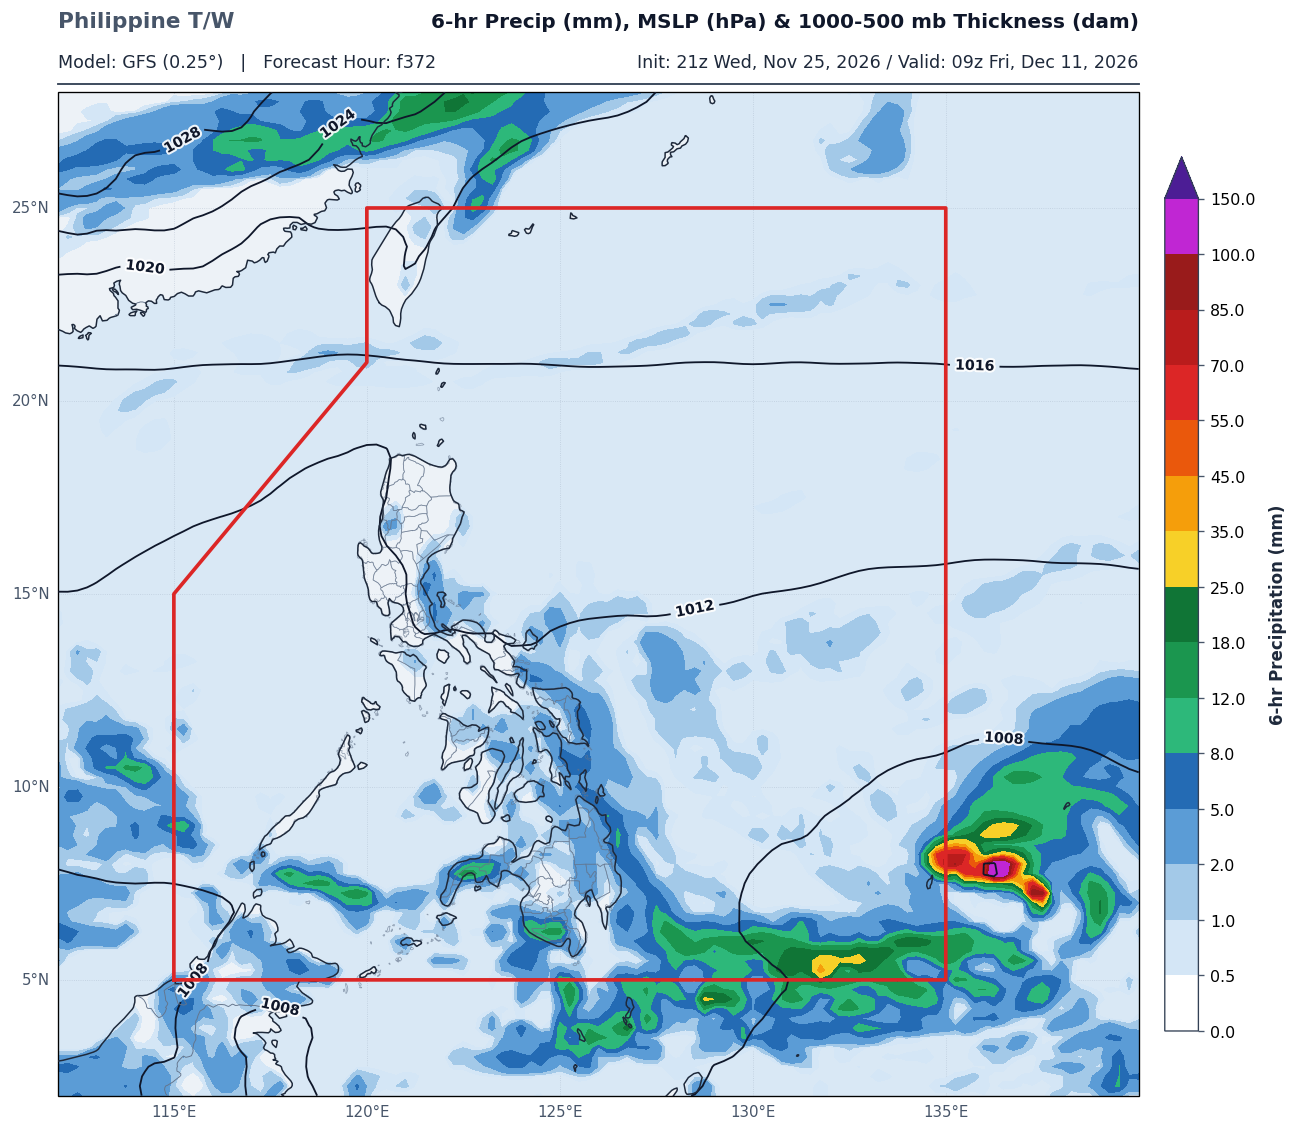 Philippine T/W
6-hr Precip (mm), MSLP (hPa) & 1000-500 mb Thickness (dam)
Model: GFS (0.25°) | Forecast Hour: f372
Init: 21z Wed, Nov 25, 2026 / Valid: 09z Fri, Dec 11, 2026
1028
1024
1020
1016
1012
1008
1008
1008
25°N
20°N
15°N
10°N
5°N
115°E
120°E
125°E
130°E
135°E
150.0
100.0
85.0
70.0
55.0
45.0
35.0
25.0
18.0
12.0
8.0
5.0
2.0
1.0
0.5
0.0
6-hr Precipitation (mm)